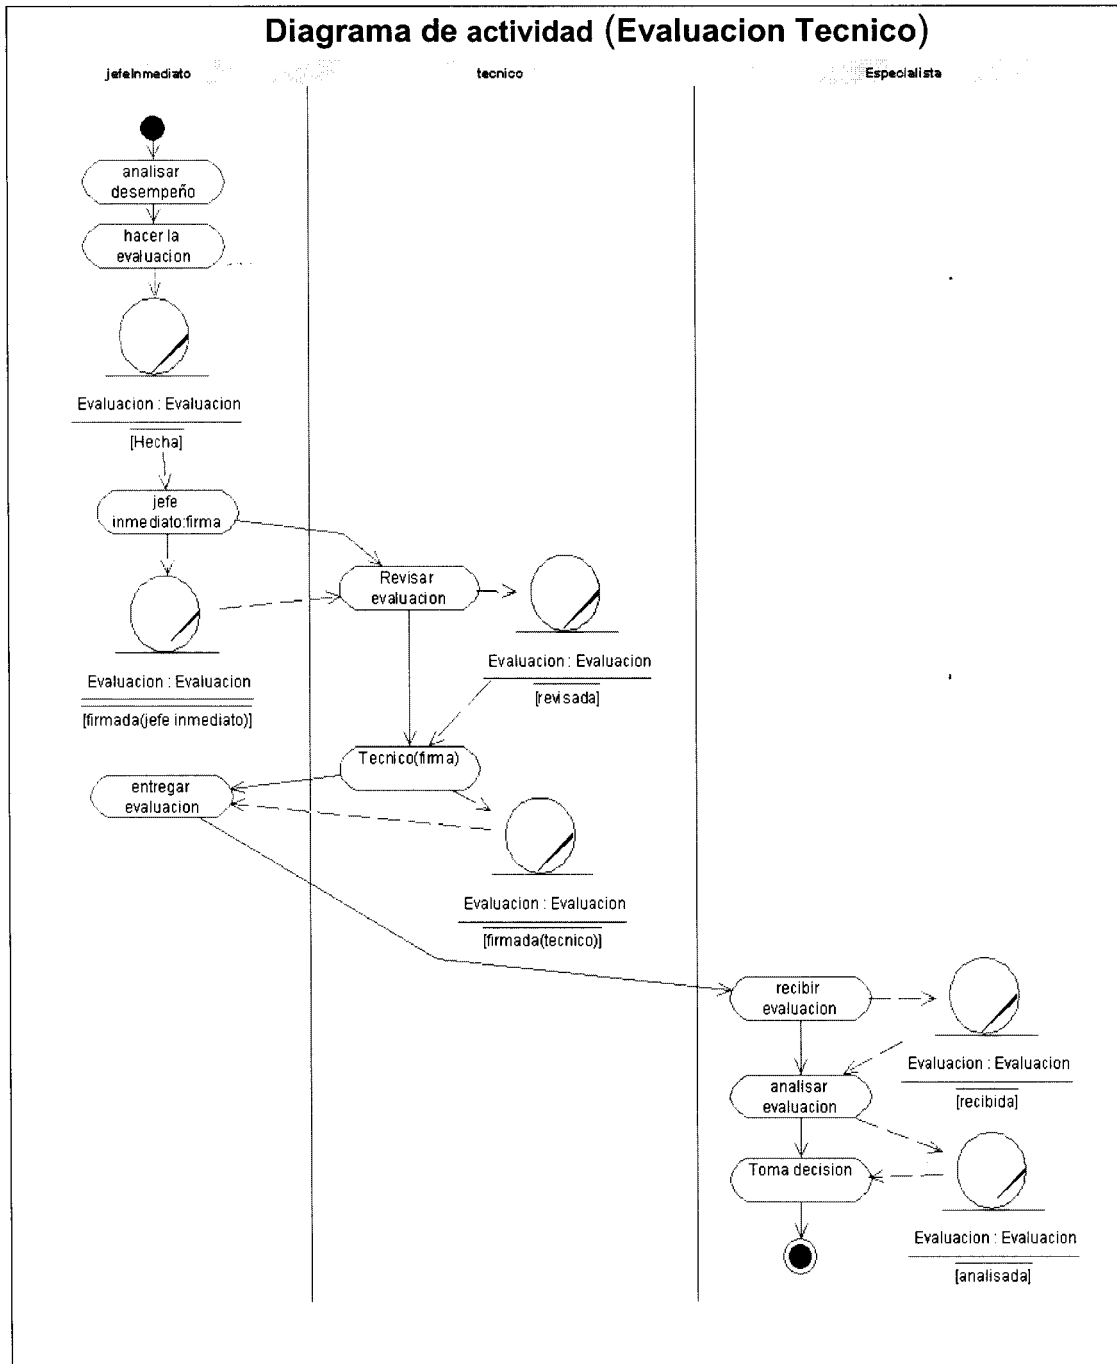 Diagrama de actividad (Evaluacion Tecnico)
jefeInmediato
tecnico
Especialista
analisar
desempeño
hacer la
evaluacion
Evaluacion : Evaluacion
[Hecha]
jefe
inmediato:firma
Revisar
evaluacion
Evaluacion : Evaluacion
[revisada]
Evaluacion : Evaluacion
[firmada(jefe inmediato)]
Tecnico(firma)
entregar
evaluacion
Evaluacion : Evaluacion
[firmada(tecnico)]
recibir
evaluacion
Evaluacion : Evaluacion
[recibida]
analisar
evaluacion
Toma decision
Evaluacion : Evaluacion
[analisada]